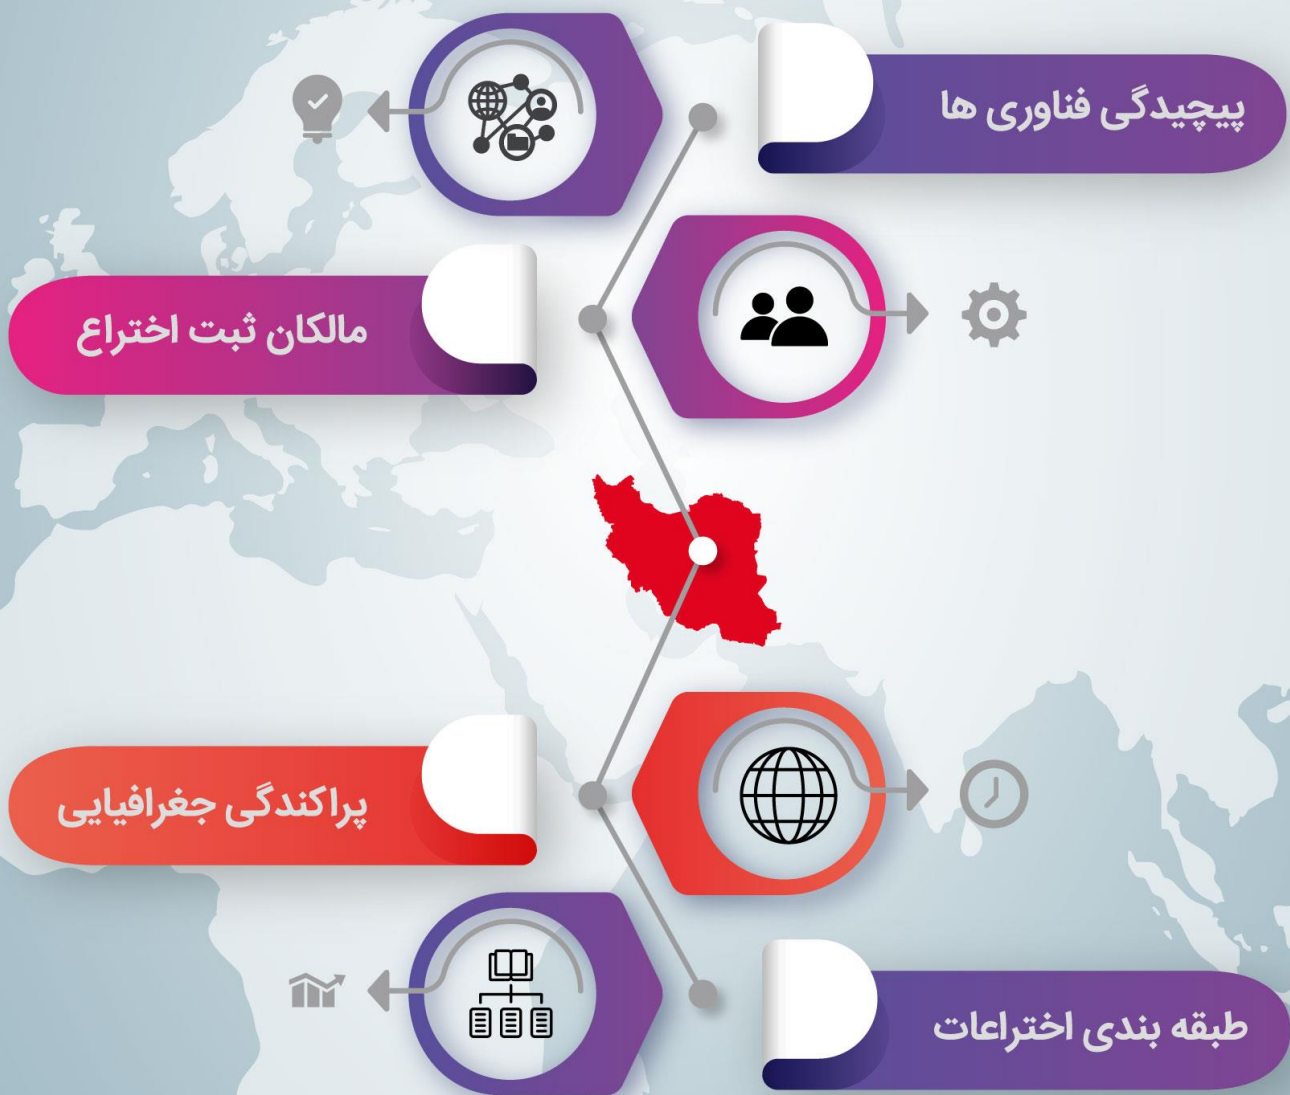 پیچیدگی فناوری ها
مالکان ثبت اختراع
پراکندگی جغرافیایی
طبقه بندی اختراعات